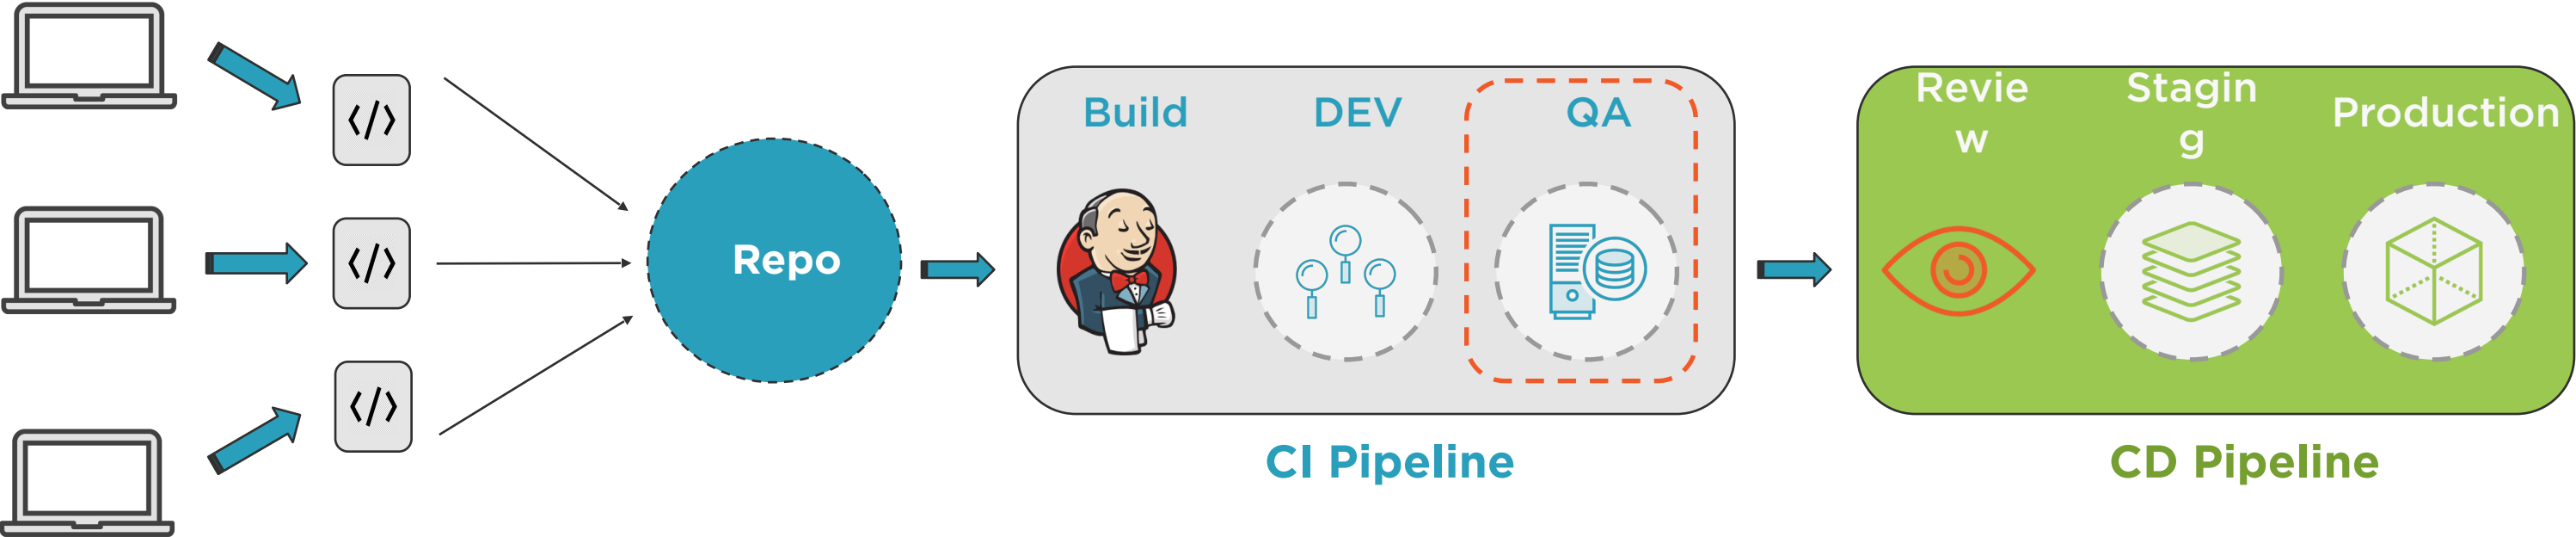 </>
</>
</>
Repo
Build
DEV
QA
CI Pipeline
Revie
w
Stagin
g
Production
CD Pipeline